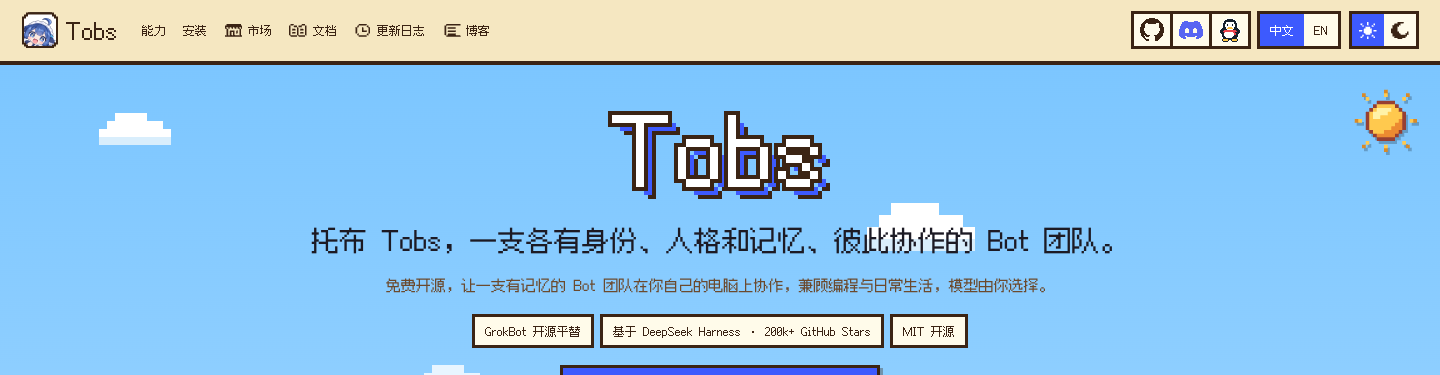 Tobs 能力 安装 市场 文档 更新日志 博客 中文 EN
Tobs
托布 Tobs，一支各有身份、人格和记忆、彼此协作的 Bot 团队。
免费开源，让一支有记忆的 Bot 团队在你自己的电脑上协作，兼顾编程与日常生活，模型由你选择。
GrokBot 开源平替 基于 DeepSeek Harness · 200k+ GitHub Stars MIT 开源